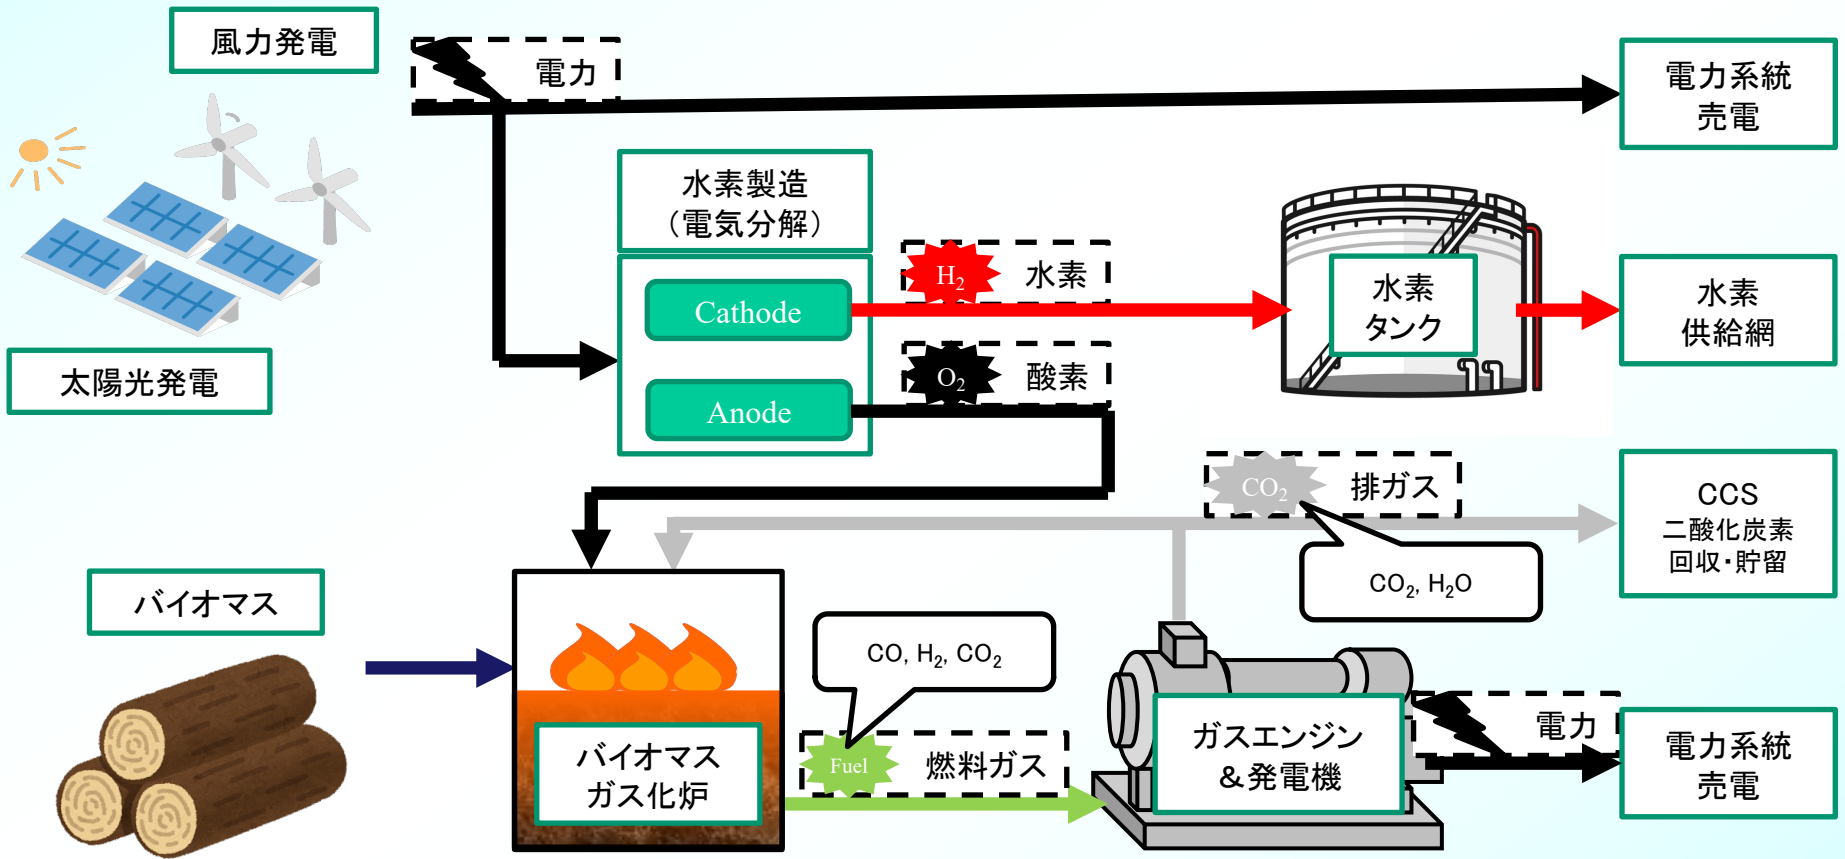 風力発電
電力
電力系統
売電
水素製造
（電気分解）
H₂
水素
Cathode
水素
タンク
水素
供給網
O₂
酸素
太陽光発電
Anode
CO₂
排ガス
CCS
二酸化炭素
回収・貯留
CO₂, H₂O
バイオマス
CO, H₂, CO₂
バイオマス
ガス化炉
Fuel
燃料ガス
ガスエンジン
＆発電機
電力
電力系統
売電